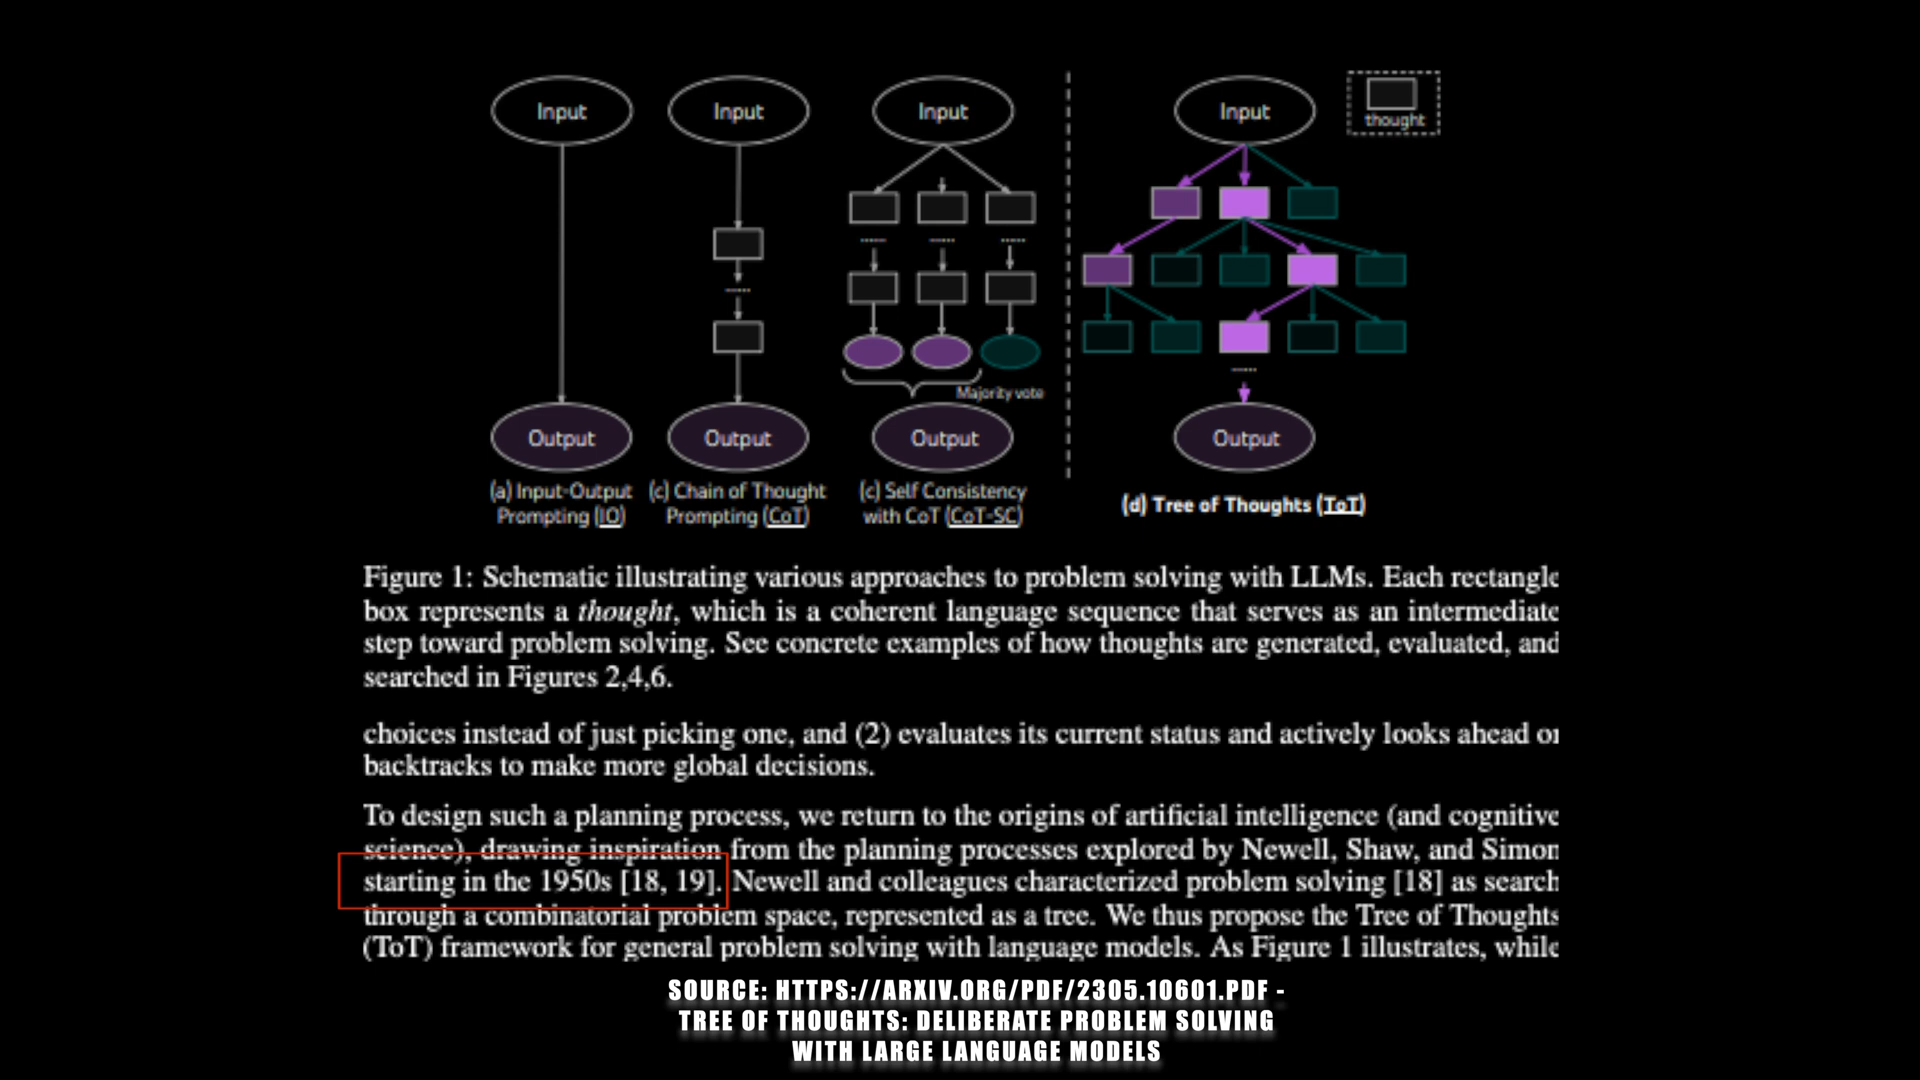 Input
Input
Input
Input
thought
Majority vote
Output
Output
Output
Output
(a) Input-Output
Prompting (IO)
(c) Chain of Thought
Prompting (CoT)
(c) Self Consistency
with CoT (CoT-SC)
(d) Tree of Thoughts (ToT)
Figure 1: Schematic illustrating various approaches to problem solving with LLMs. Each rectangle
box represents a thought, which is a coherent language sequence that serves as an intermediate
step toward problem solving. See concrete examples of how thoughts are generated, evaluated, and
searched in Figures 2,4,6.
choices instead of just picking one, and (2) evaluates its current status and actively looks ahead or
backtracks to make more global decisions.
To design such a planning process, we return to the origins of artificial intelligence (and cognitive
science), drawing inspiration from the planning processes explored by Newell, Shaw, and Simon
starting in the 1950s [18, 19]. Newell and colleagues characterized problem solving [18] as search
through a combinatorial problem space, represented as a tree. We thus propose the Tree of Thoughts
(ToT) framework for general problem solving with language models. As Figure 1 illustrates, while
SOURCE: HTTPS://ARXIV.ORG/PDF/2305.10601.PDF -
TREE OF THOUGHTS: DELIBERATE PROBLEM SOLVING
WITH LARGE LANGUAGE MODELS